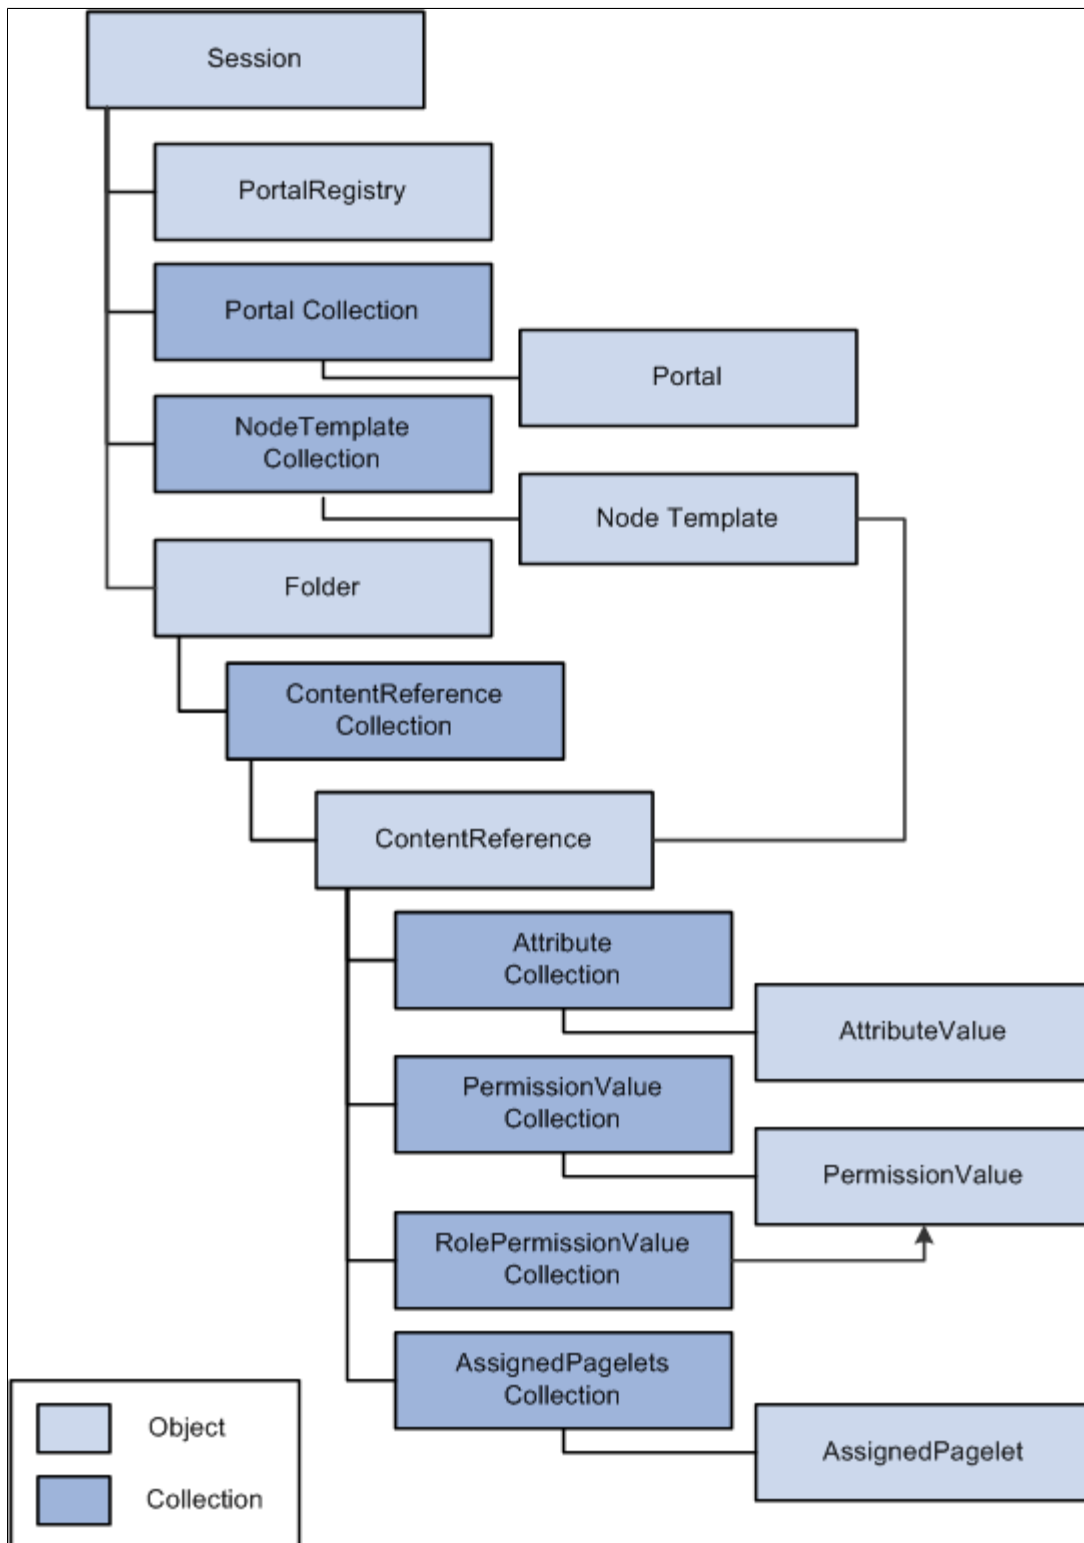 Session
PortalRegistry
Portal Collection
Portal
NodeTemplate
Collection
Node Template
Folder
ContentReference
Collection
ContentReference
Attribute
Collection
AttributeValue
PermissionValue
Collection
PermissionValue
RolePermissionValue
Collection
AssignedPagelets
Collection
AssignedPagelet
Object
Collection